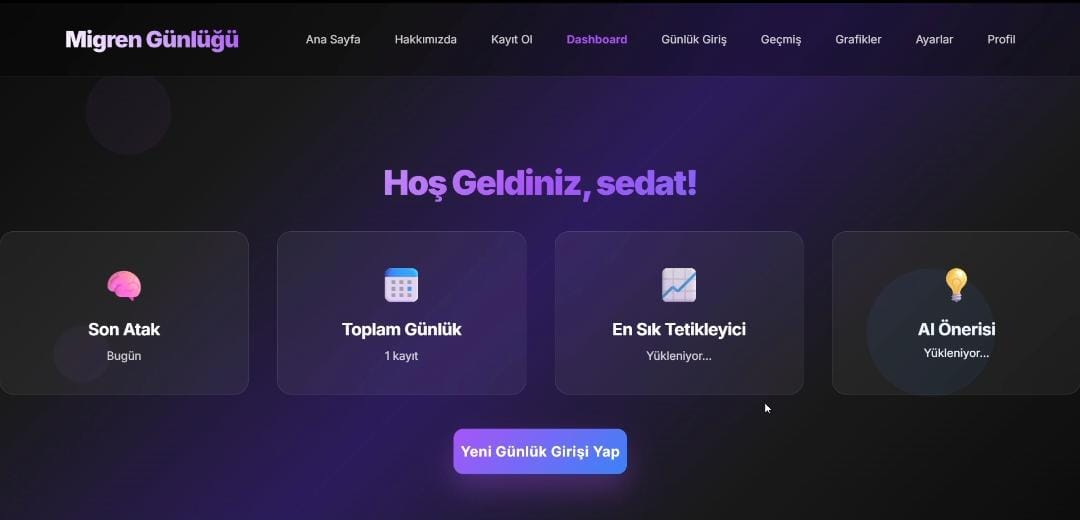 Migren Günlüğü
Ana Sayfa Hakkımızda Kayıt Ol Dashboard Günlük Giriş Geçmiş Grafikler Ayarlar Profil
Hoş Geldiniz, sedat!
Son Atak
Bugün
Toplam Günlük
1 kayıt
En Sık Tetikleyici
Yükleniyor...
AI Önerisi
Yükleniyor...
Yeni Günlük Girişi Yap